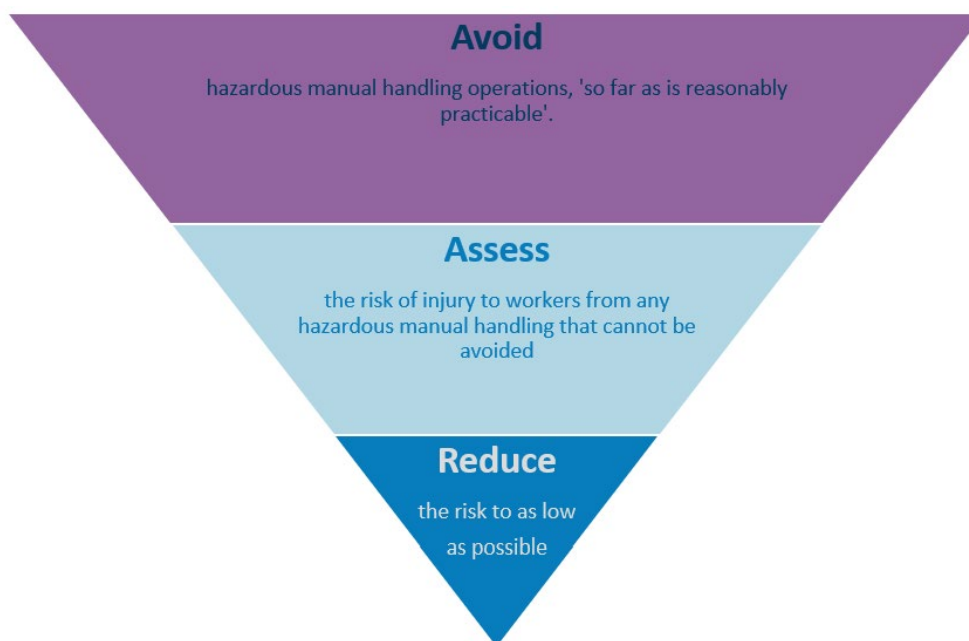 Avoid
hazardous manual handling operations, 'so far as is reasonably
practicable'.
Assess
the risk of injury to workers from any
hazardous manual handling that cannot be
avoided
Reduce
the risk to as low
as possible